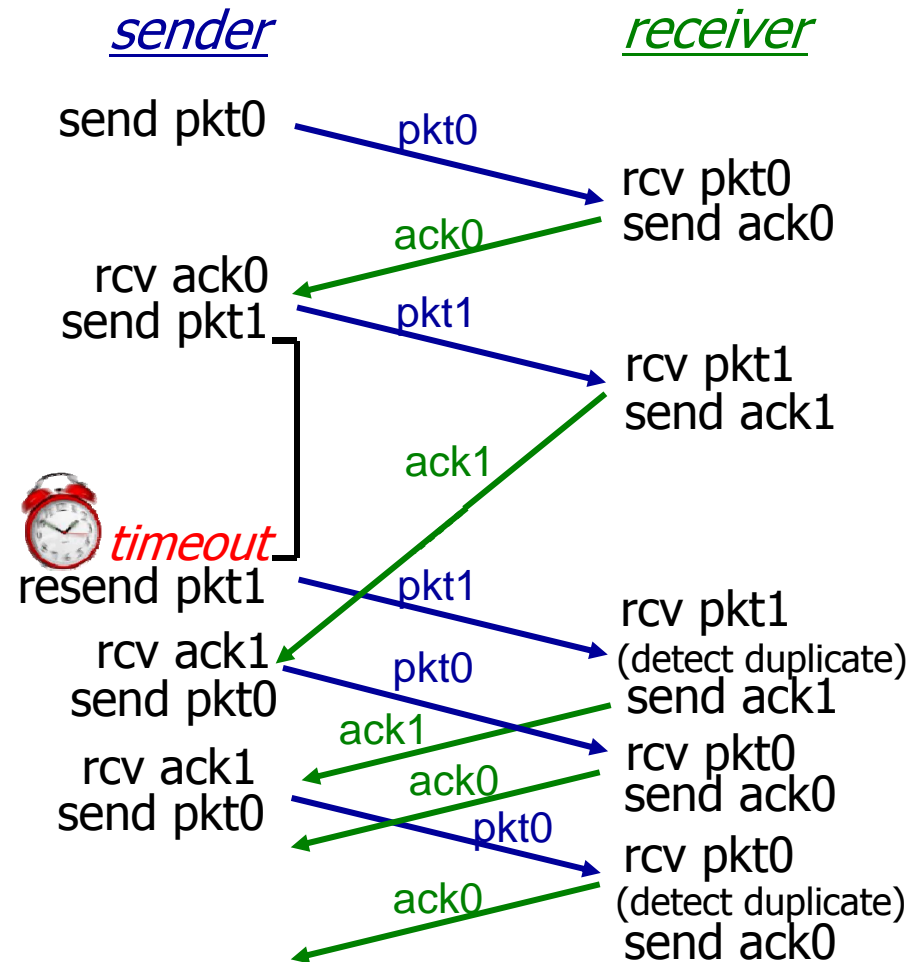 sender
receiver
send pkt0
pkt0
rcv pkt0
send ack0
ack0
rcv ack0
send pkt1
pkt1
rcv pkt1
send ack1
ack1
timeout
resend pkt1
pkt1
rcv pkt1
(detect duplicate)
send ack1
rcv ack1
send pkt0
pkt0
ack1
rcv pkt0
send ack0
rcv ack1
send pkt0
ack0
pkt0
rcv pkt0
(detect duplicate)
send ack0
ack0